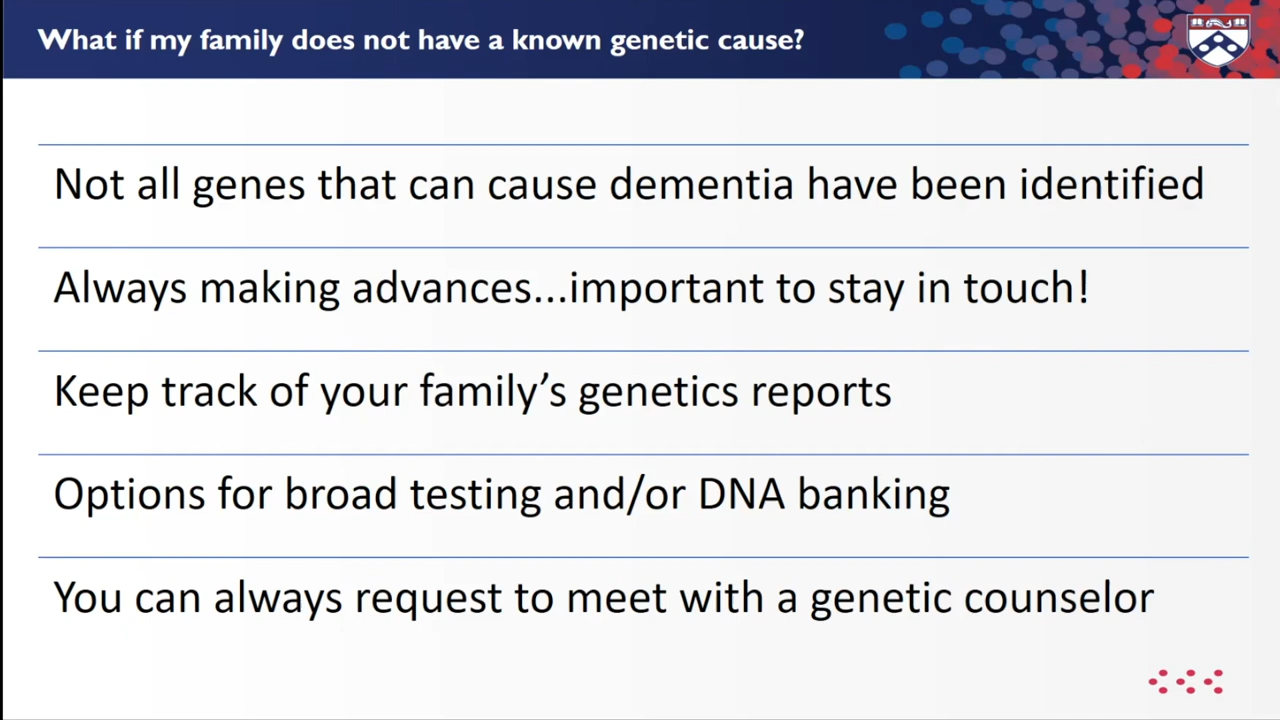 What if my family does not have a known genetic cause?
Not all genes that can cause dementia have been identified
Always making advances...important to stay in touch!
Keep track of your family’s genetics reports
Options for broad testing and/or DNA banking
You can always request to meet with a genetic counselor